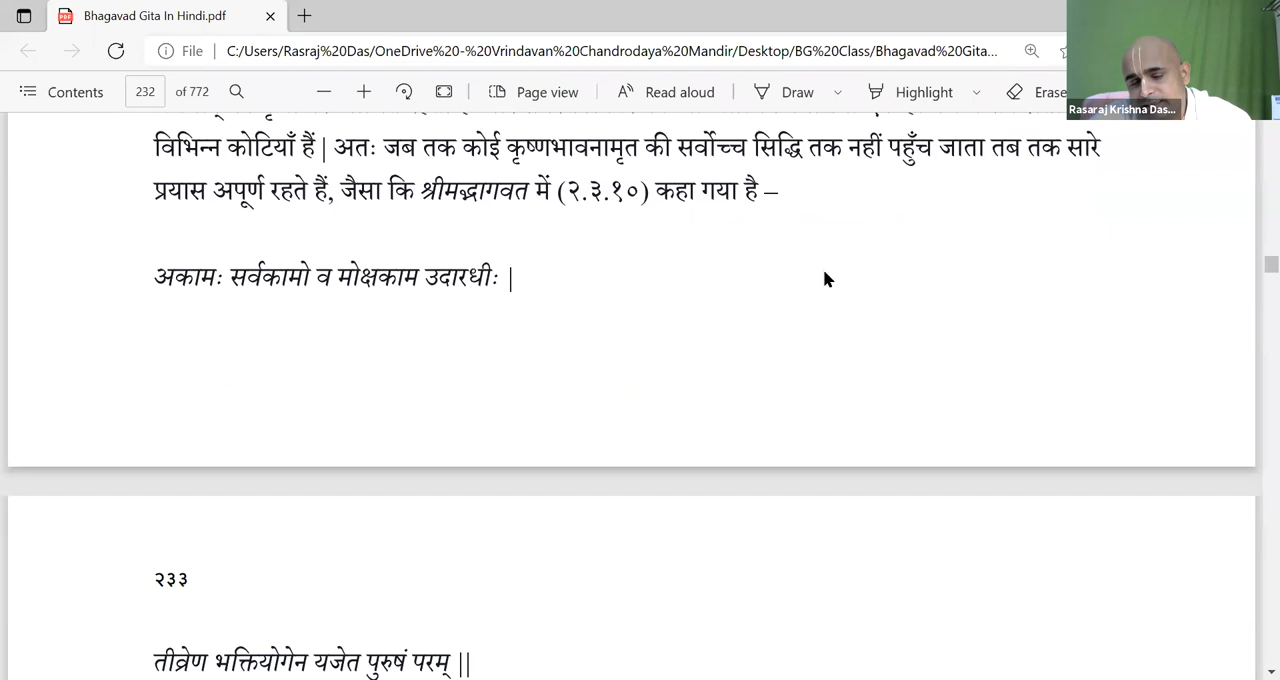 Bhagavad Gita In Hindi.pdf
File
C:/Users/Rasraj%20Das/OneDrive%20-%20Vrindavan%20Chandrodaya%20Mandir/Desktop/BG%20Class/Bhagavad%20Gita...
Contents 232 of 772 Page view Read aloud Draw Highlight Erase
Rasaraj Krishna Das...
विभिन्न कोटियाँ हैं | अतः जब तक कोई कृष्णभावनामृत की सर्वोच्च सिद्धि तक नहीं पहुँच जाता तब तक सारे
प्रयास अपूर्ण रहते हैं, जैसा कि श्रीमद्भागवत में (२.३.१०) कहा गया है –
अकामः सर्वकामो व मोक्षकाम उदारधीः |
२३३
तीव्रेण भक्तियोगेन यजेत पुरुषं परम् ||